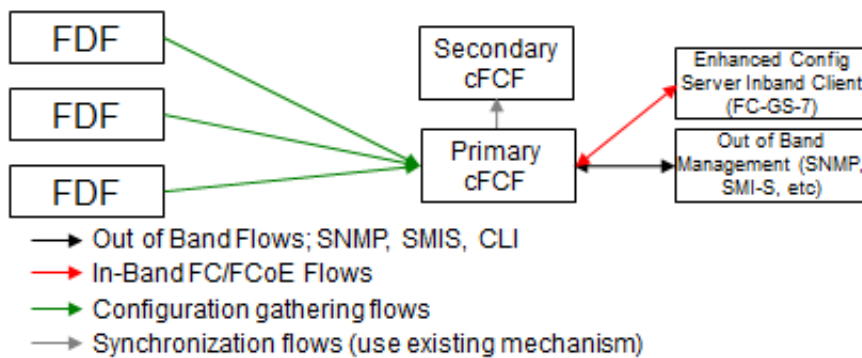 FDF
FDF
FDF
Secondary
cFCF
Primary
cFCF
Enhanced Config
Server Inband Client
(FC-GS-7)
Out of Band
Management (SNMP,
SMI-S, etc)
Out of Band Flows; SNMP, SMIS, CLI
In-Band FC/FCoE Flows
Configuration gathering flows
Synchronization flows (use existing mechanism)